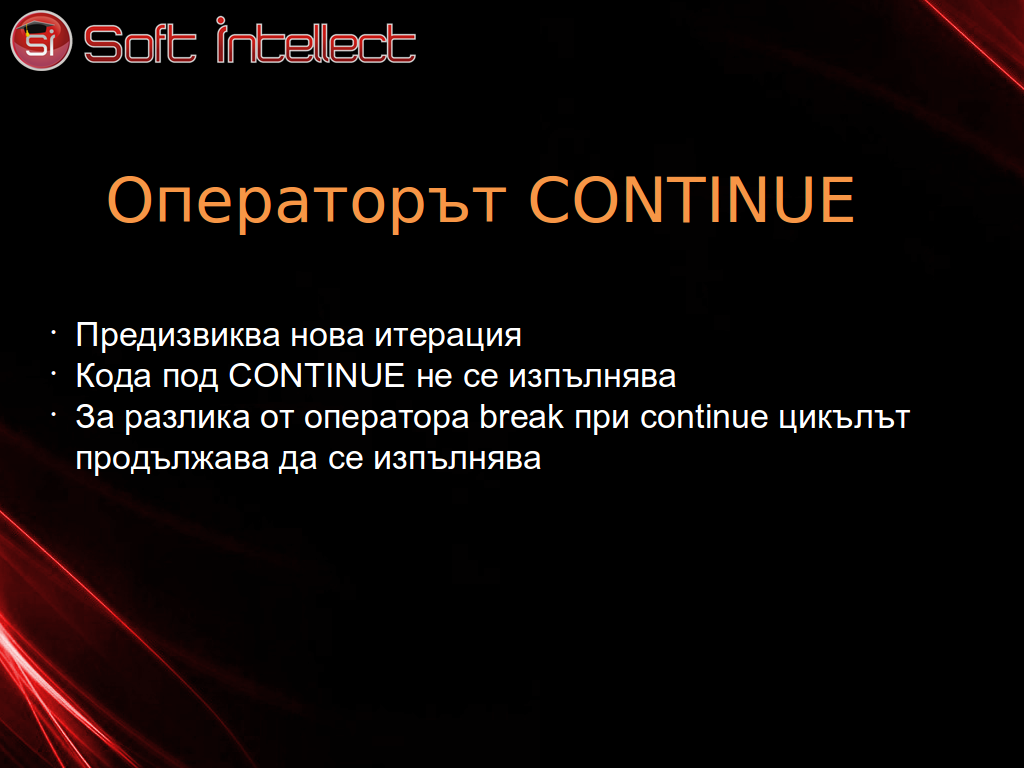 Si Soft Intellect
Операторът CONTINUE
· Предизвиква нова итерация
· Кода под CONTINUE не се изпълнява
· За разлика от оператора break при continue цикълът
продължава да се изпълнява